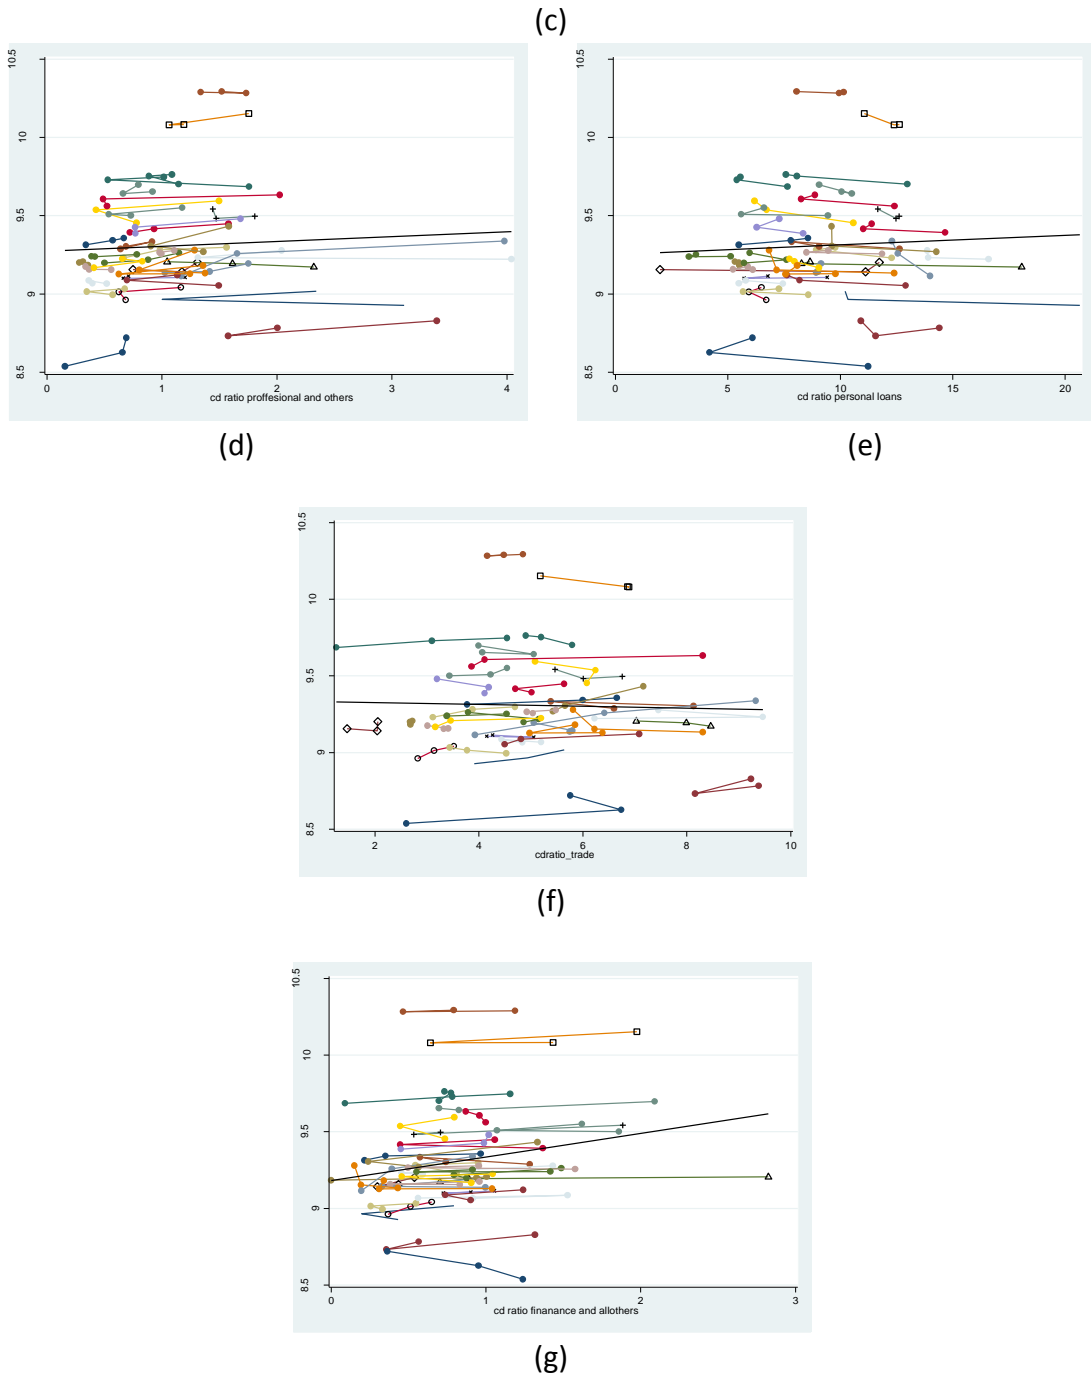 (c)
10.5
10
9.5
9
8.5
0 1 2 3 4
cd ratio proffesional and others
(d)
10.5
10
9.5
9
8.5
0 5 10 15 20
cd ratio personal loans
(e)
10.5
10
9.5
9
8.5
2 4 6 8 10
cdratio_trade
(f)
10.5
10
9.5
9
8.5
0 1 2 3
cd ratio finanance and allothers
(g)